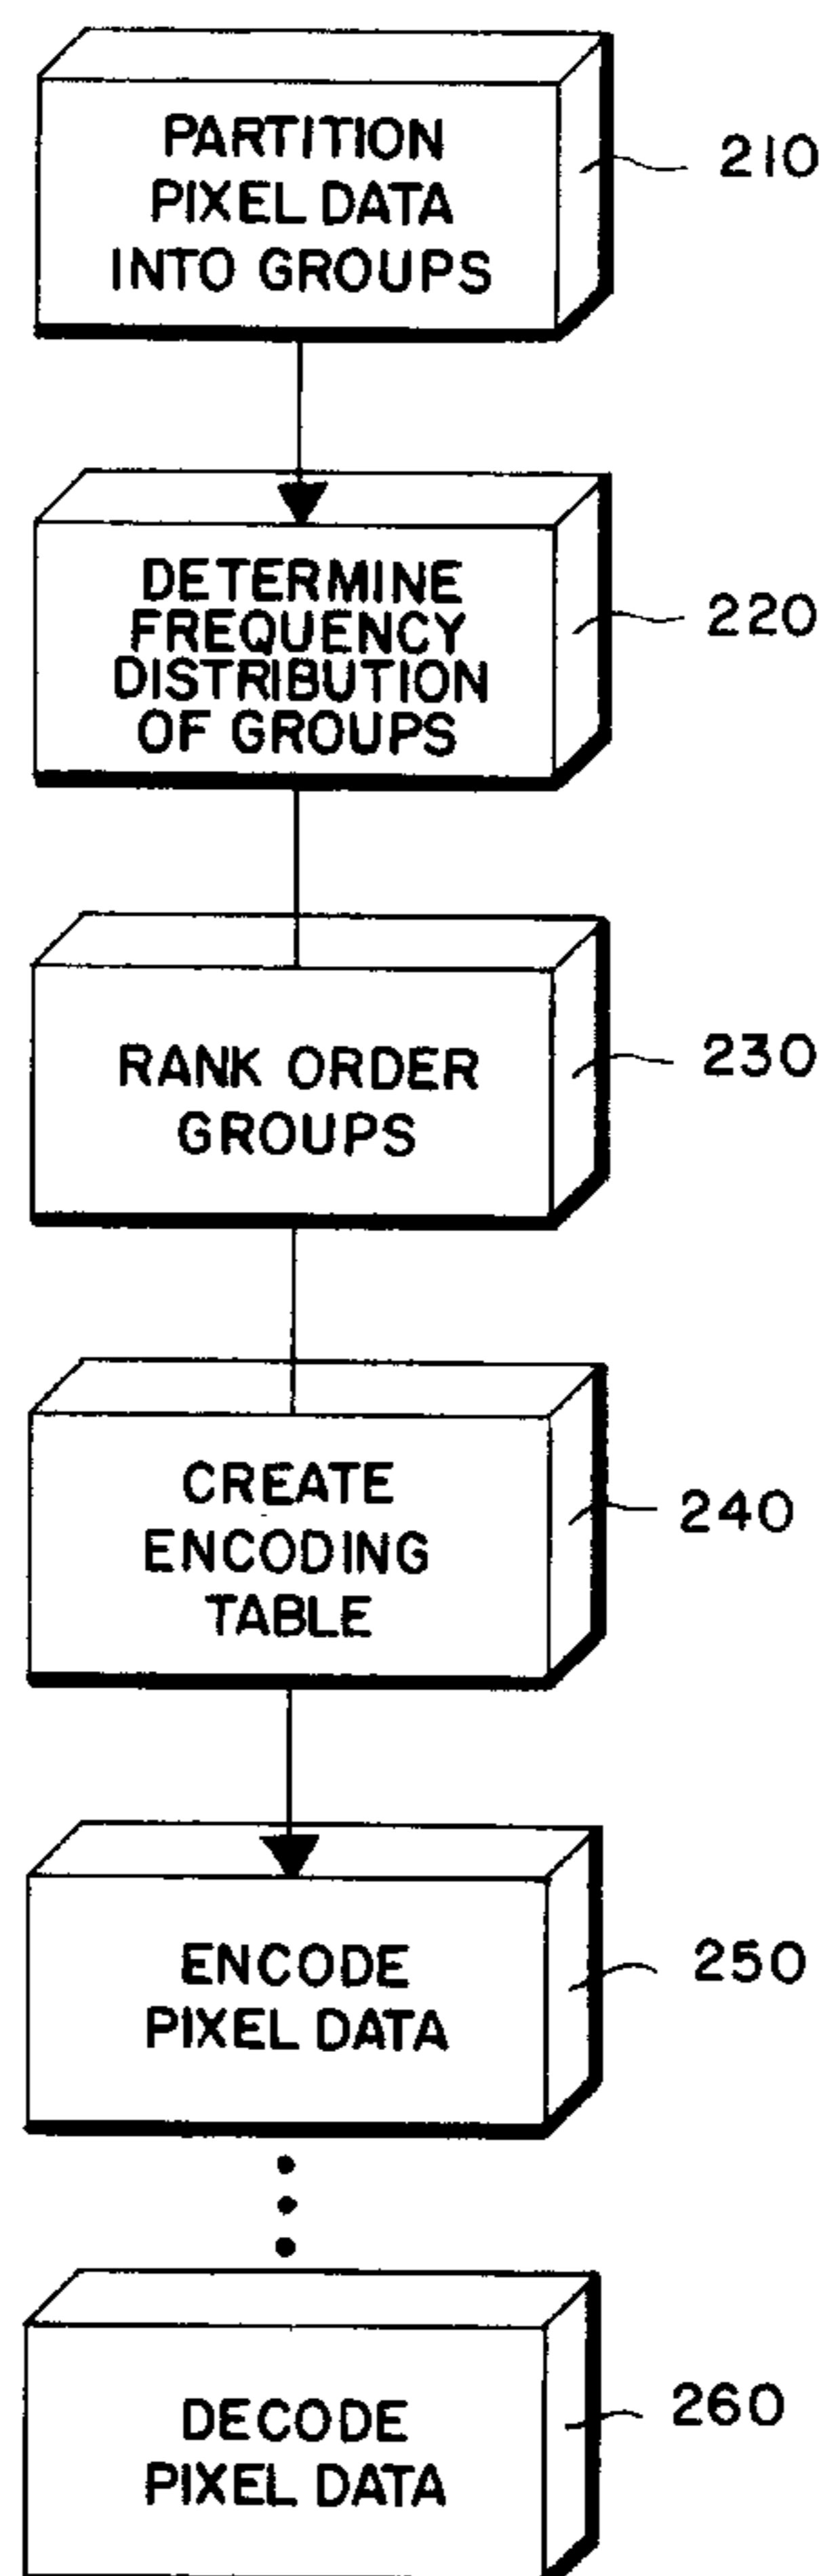 PARTITION
PIXEL DATA
INTO GROUPS
210
DETERMINE
FREQUENCY
DISTRIBUTION
OF GROUPS
220
RANK ORDER
GROUPS
230
CREATE
ENCODING
TABLE
240
ENCODE
PIXEL DATA
250
DECODE
PIXEL DATA
260